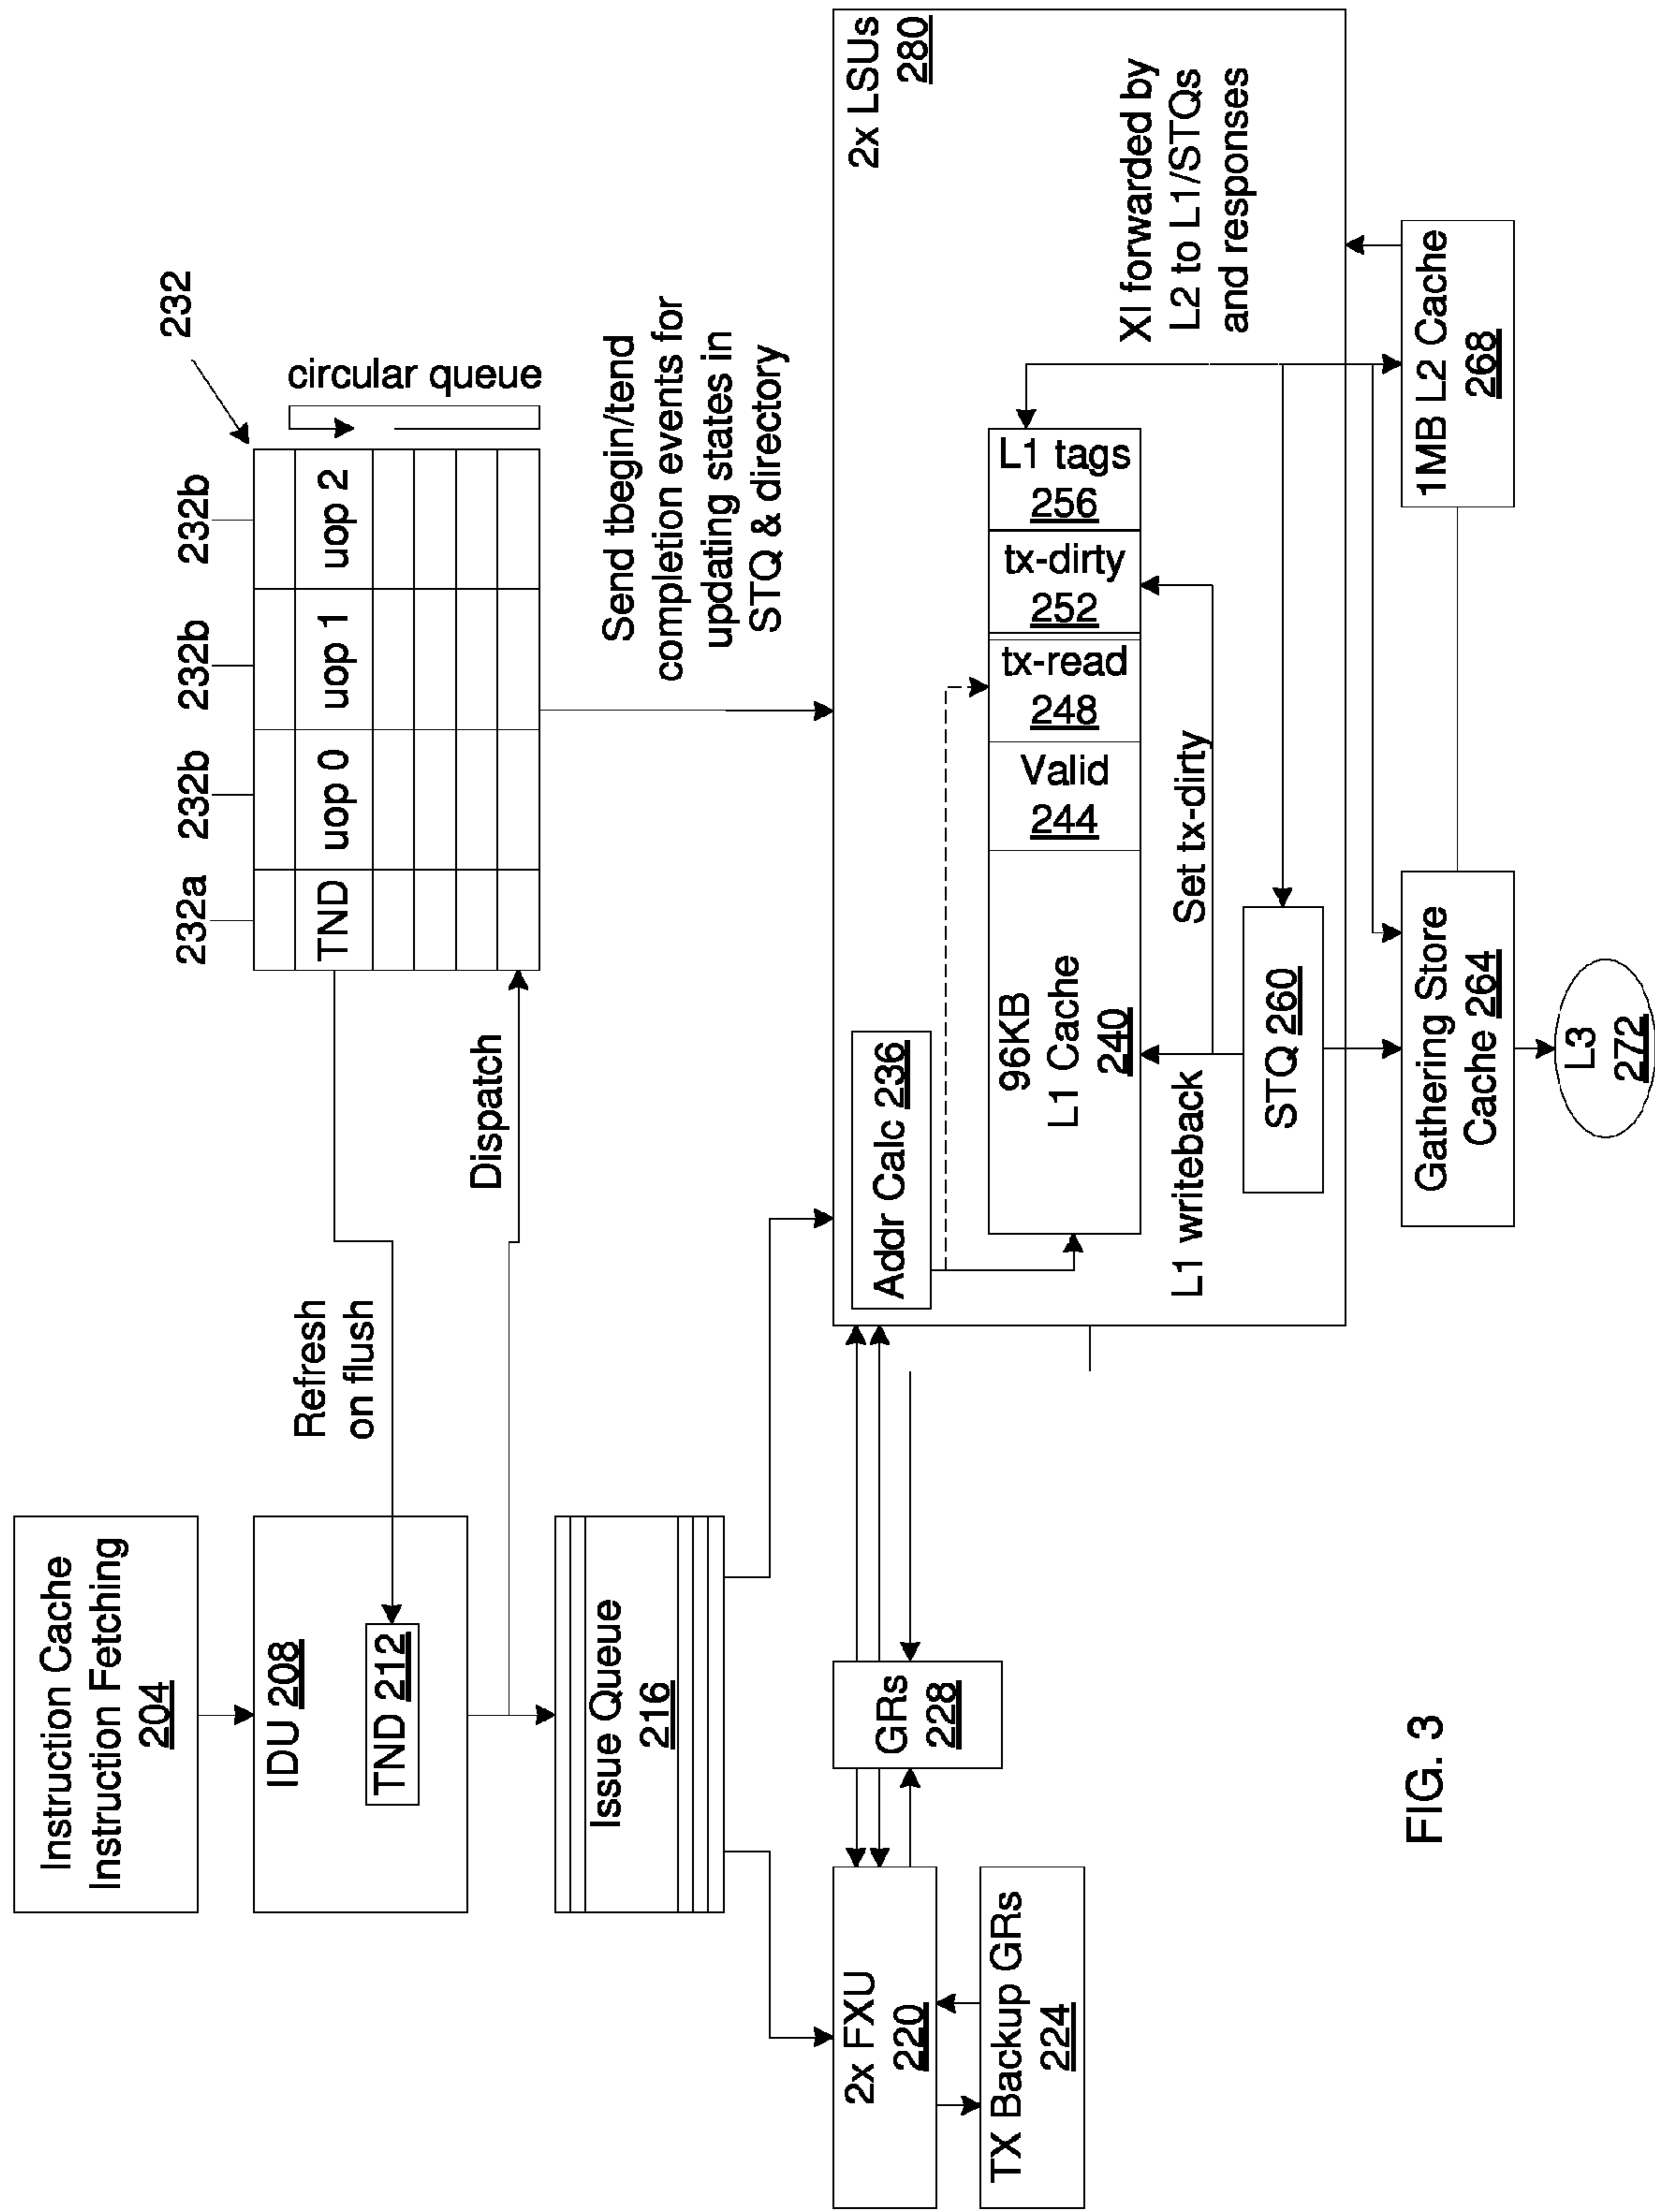 Instruction Cache
Instruction Fetching
204
IDU 208
TND 212
Refresh
on flush
Dispatch
Issue Queue
216
232
232a
232b
232b
232b
TND
uop 0
uop 1
uop 2
circular queue
Send tbegin/tend
completion events for
updating states in
STQ & directory
2x FXU
220
TX Backup GRs
224
GRs
228
2x LSUs
280
Addr Calc 236
96KB
L1 Cache
240
Valid
244
tx-read
248
tx-dirty
252
L1 tags
256
XI forwarded by
L2 to L1/STQs
and responses
L1 writeback
Set tx-dirty
STQ 260
Gathering Store
Cache 264
1MB L2 Cache
268
L3
272
FIG. 3